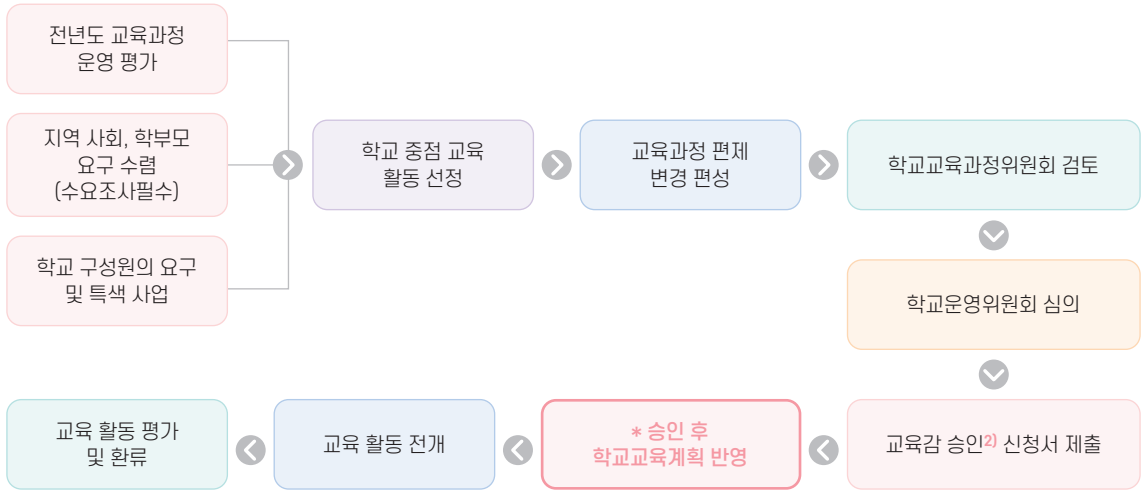 전년도 교육과정
운영 평가
지역 사회, 학부모
요구 수렴
(수요조사필수)
학교 구성원의 요구
및 특색 사업
학교 중점 교육
활동 선정
교육과정 편제
변경 편성
학교교육과정위원회 검토
학교운영위원회 심의
교육감 승인2) 신청서 제출
* 승인 후
학교교육계획 반영
교육 활동 전개
교육 활동 평가
및 환류